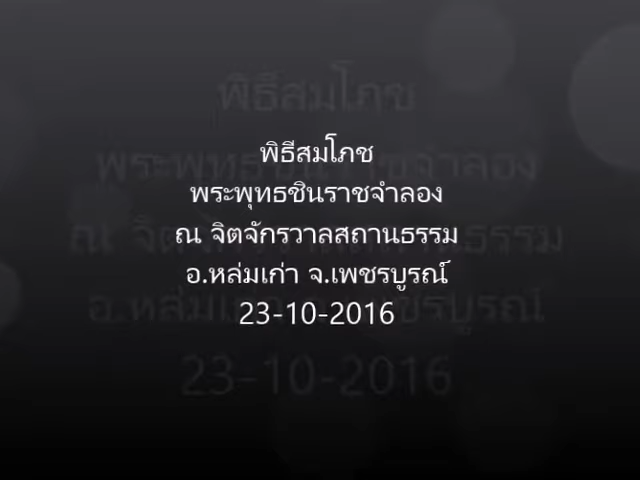 พิธีสมโภช
พระพุทธชินราชจำลอง
ณ จิตจักรวาลสถานธรรม
อ.หล่มเก่า จ.เพชรบูรณ์
23-10-2016